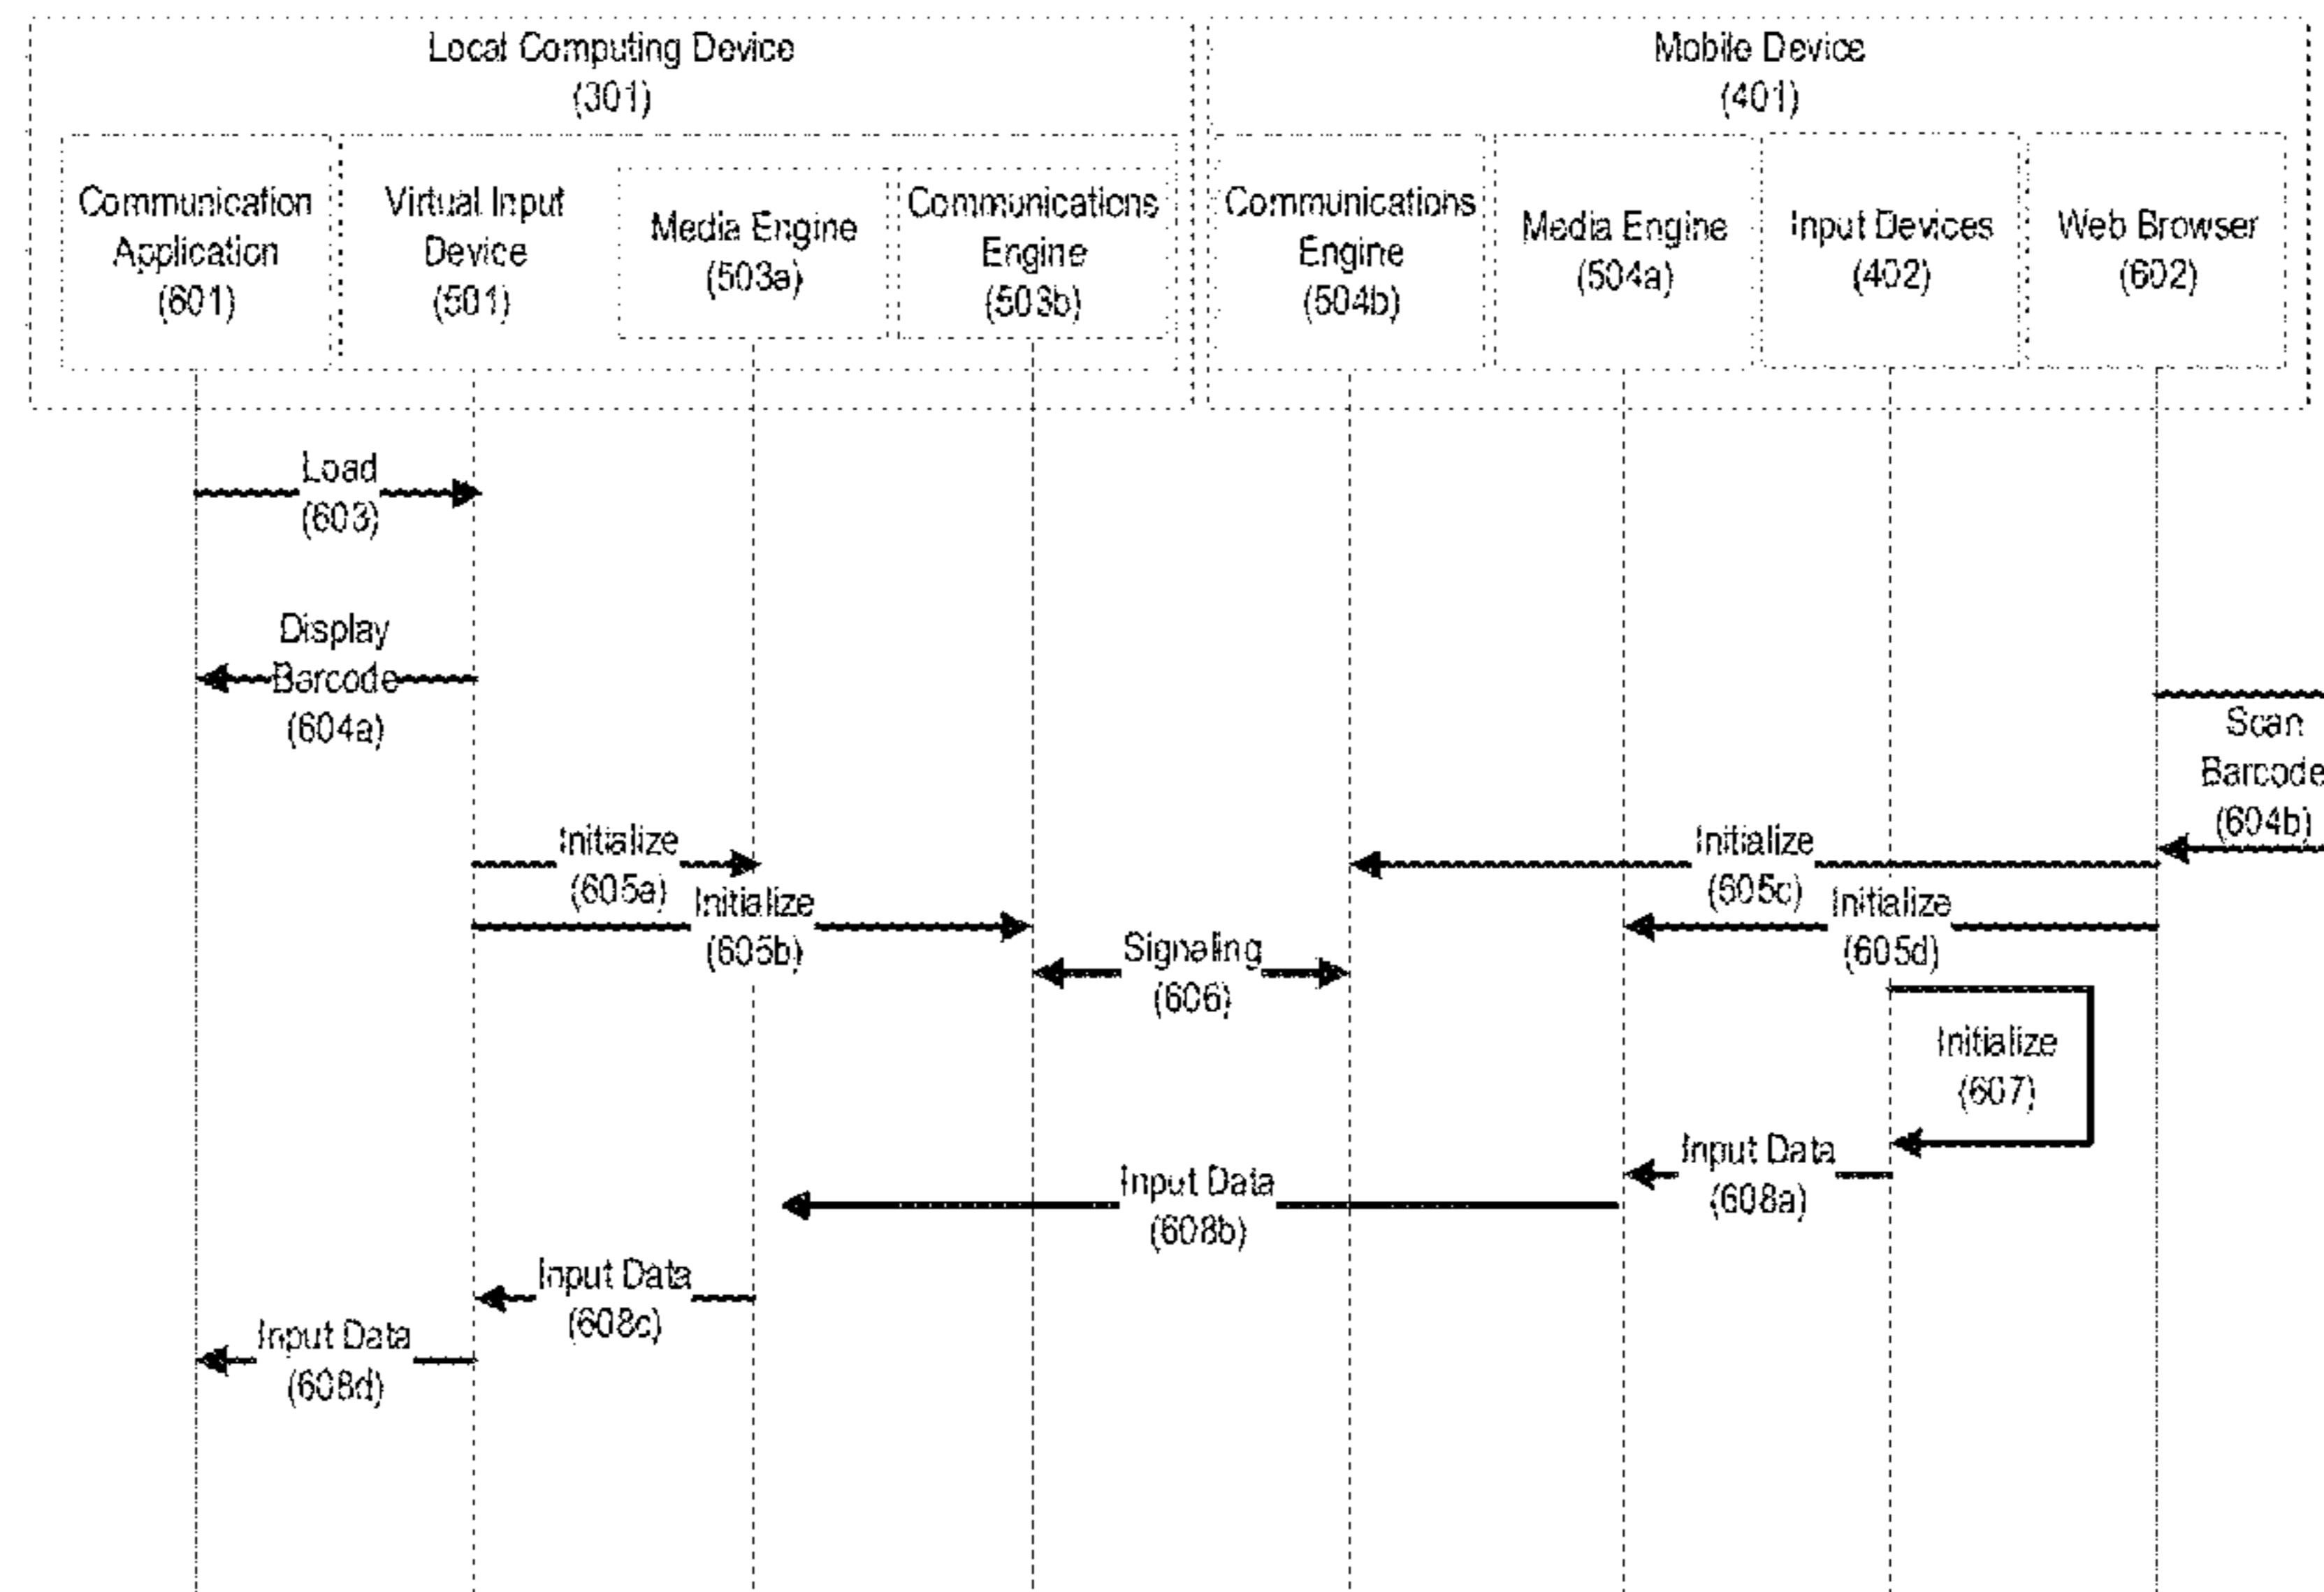 Local Computing Device
(301)
Mobile Device
(401)
Communication
Application
(601)
Virtual Input
Device
(501)
Media Engine
(503a)
Communications
Engine
(503b)
Communications
Engine
(504b)
Media Engine
(504a)
Input Devices
(402)
Web Browser
(602)
Load
(603)
Display
Barcode
(604a)
Scan
Barcode
(604b)
Initialize
(605a)
Initialize
(605b)
Initialize
(605c)
Initialize
(605d)
Signaling
(606)
Initialize
(607)
Input Data
(608a)
Input Data
(608b)
Input Data
(608c)
Input Data
(608d)